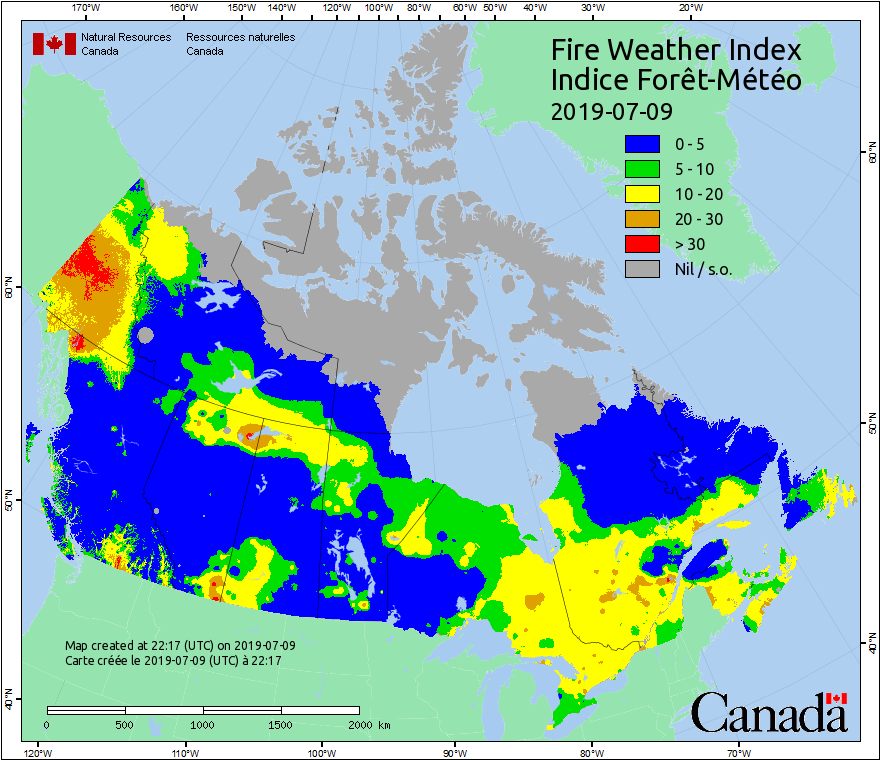 170°W 160°W 150°W 140°W 130°W 120°W 110°W 100°W 90°W 80°W 70°W 60°W 50°W 40°W 30°W 20°W
Natural Resources Ressources naturelles
Canada Canada
Fire Weather Index
Indice Forêt-Météo
2019-07-09
0 - 5
5 - 10
10 - 20
20 - 30
> 30
Nil / s.o.
60°N
60°N
50°N
50°N
40°N
40°N
Map created at 22:17 (UTC) on 2019-07-09
Carte créée le 2019-07-09 (UTC) à 22:17
0 500 1000 1500 2000 km
Canada
120°W 110°W 100°W 90°W 80°W 70°W